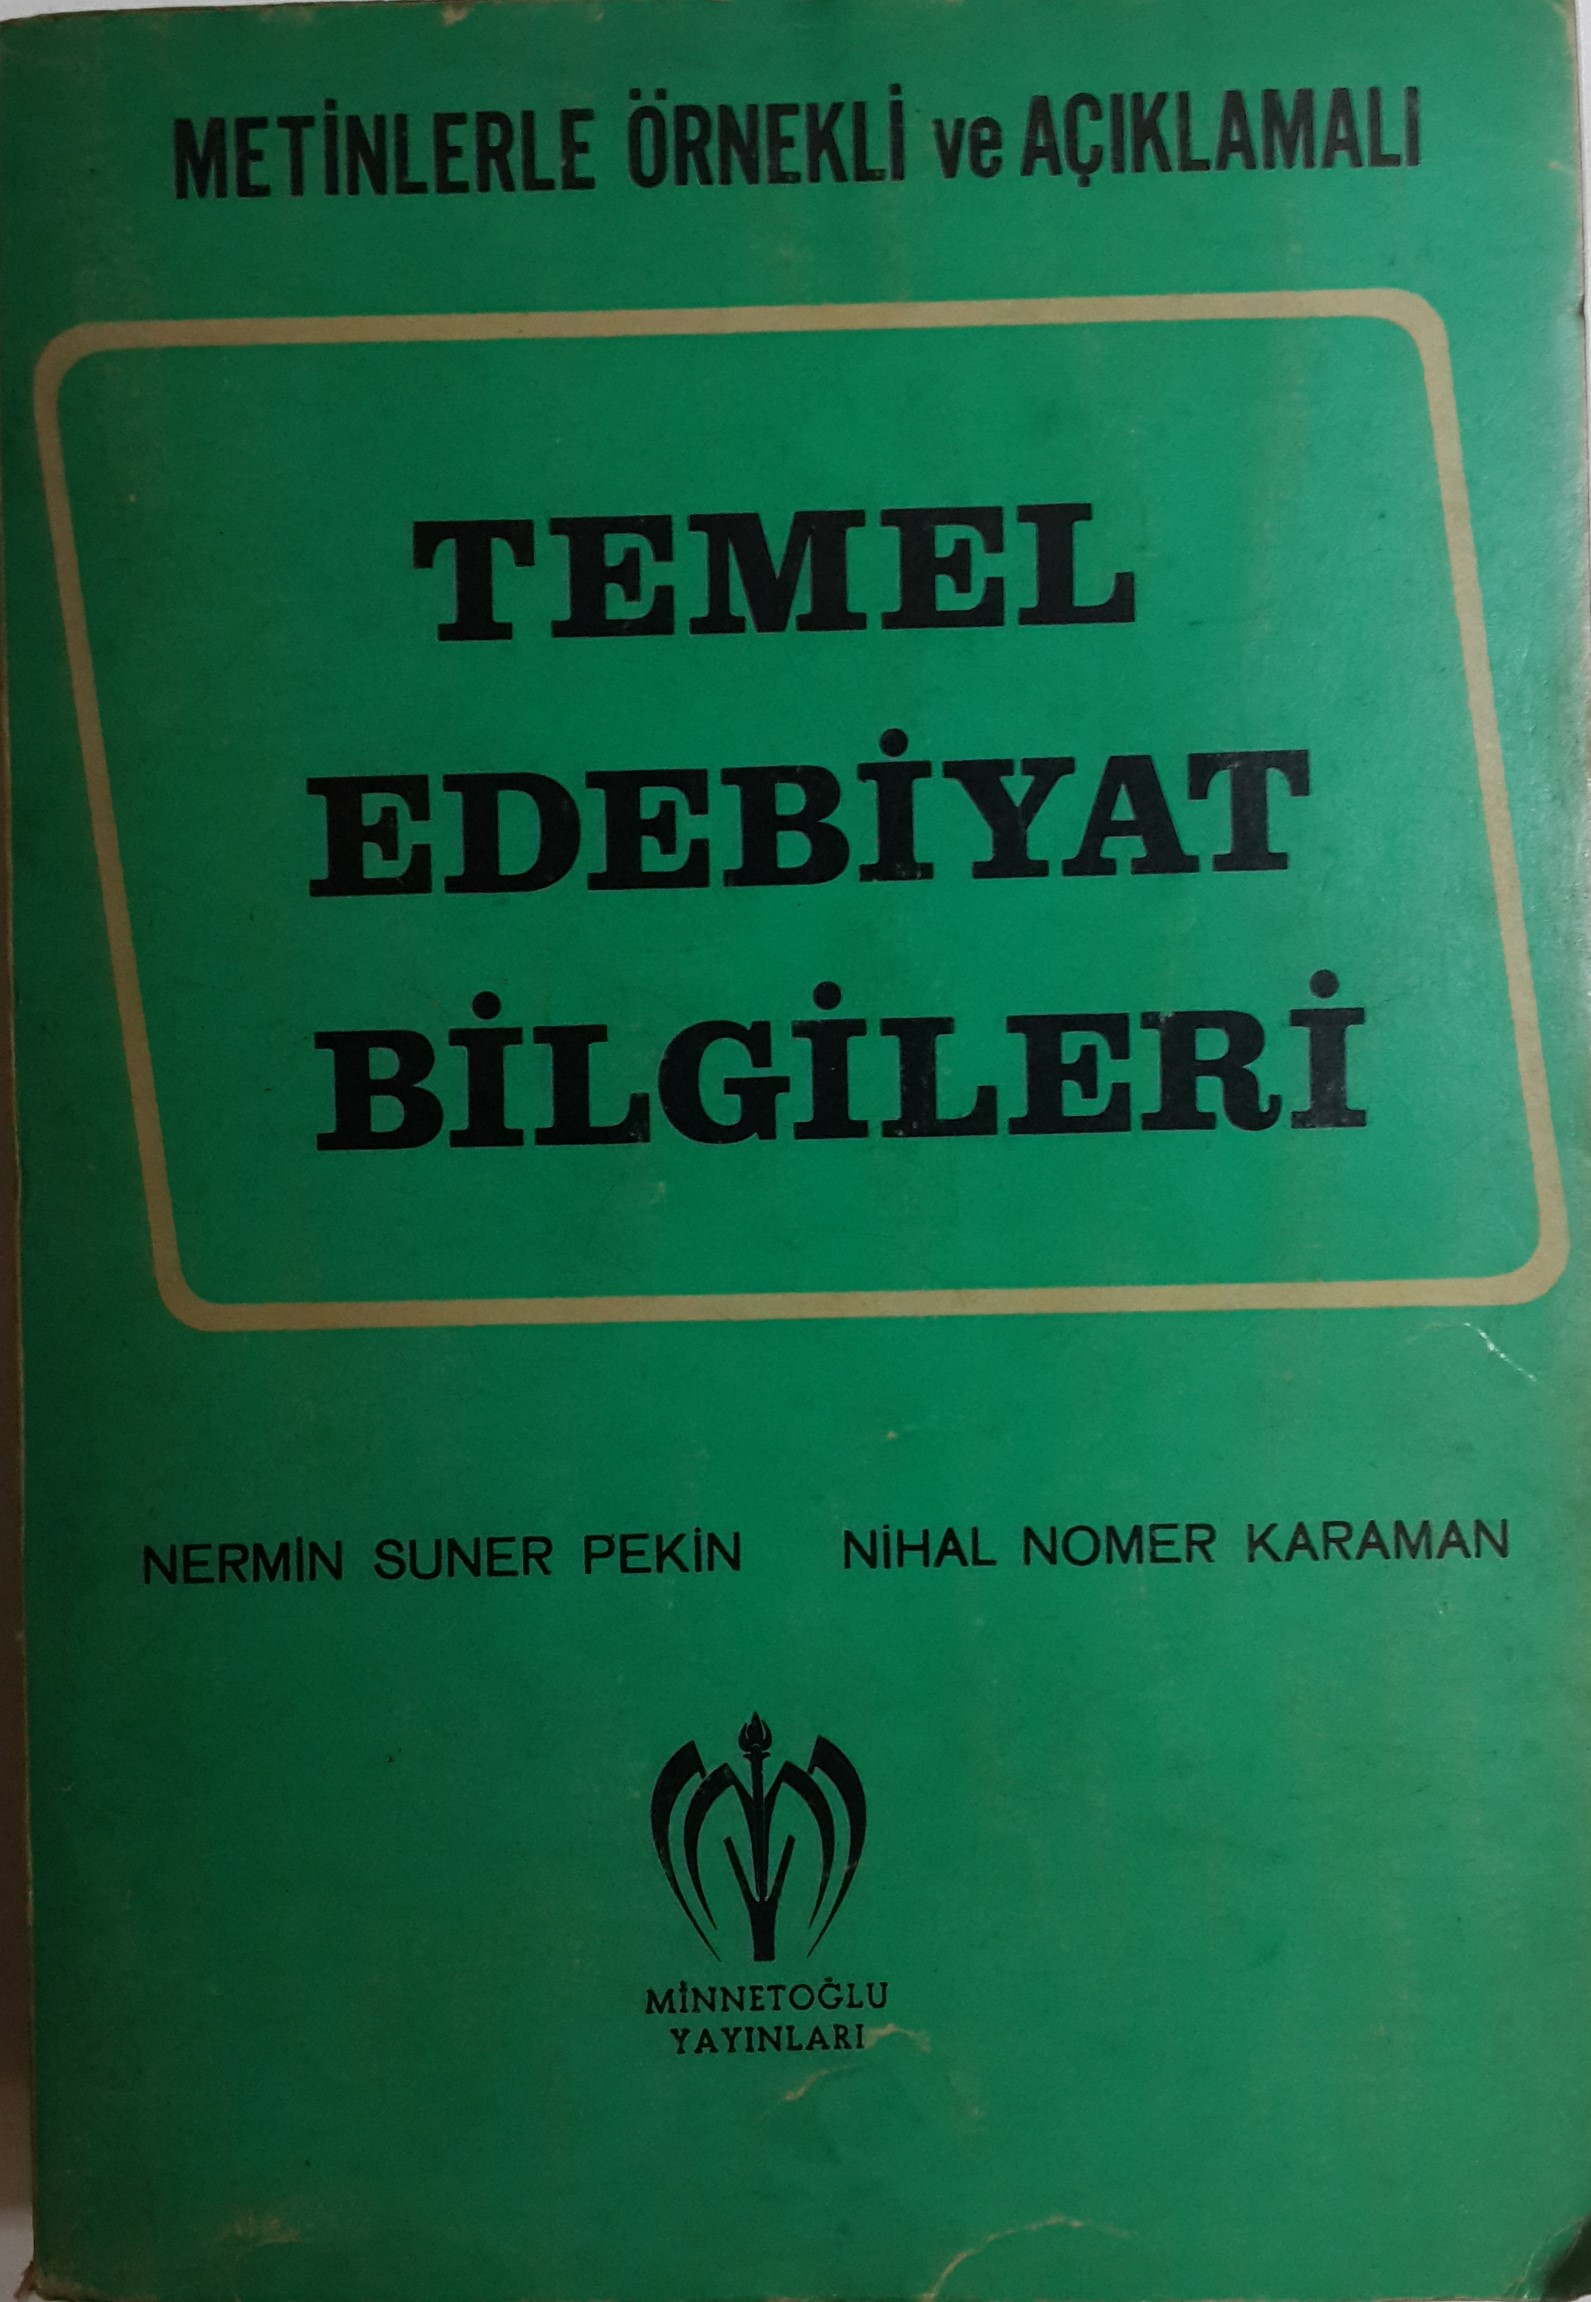 METİNLERLE ÖRNEKLİ ve AÇIKLAMALI
TEMEL
EDEBİYAT
BİLGİLERİ
NERMİN SUNER PEKİN NİHAL NOMER KARAMAN
MİNNETOĞLU
YAYINLARI